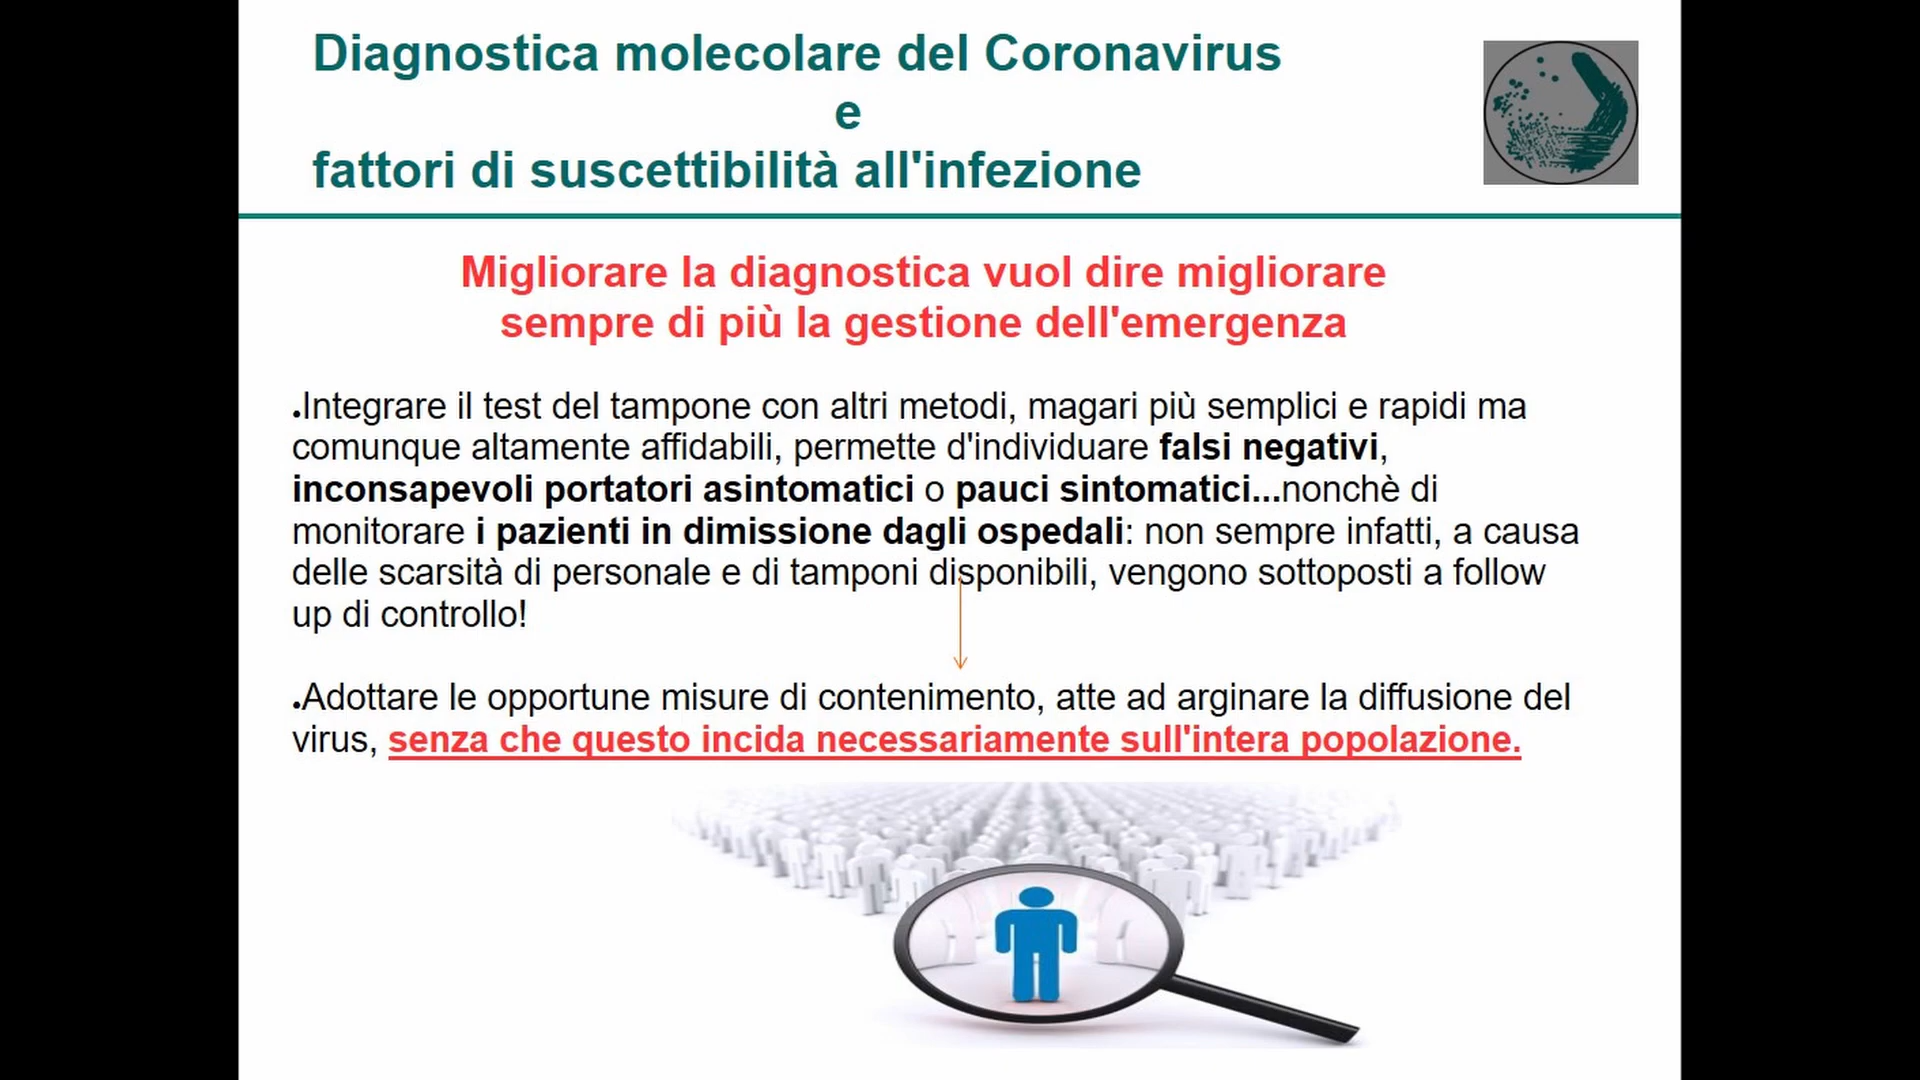 Diagnostica molecolare del Coronavirus
e
fattori di suscettibilità all'infezione
Migliorare la diagnostica vuol dire migliorare
sempre di più la gestione dell'emergenza
•Integrare il test del tampone con altri metodi, magari più semplici e rapidi ma
comunque altamente affidabili, permette d'individuare falsi negativi,
inconsapevoli portatori asintomatici o pauci sintomatici...nonchè di
monitorare i pazienti in dimissione dagli ospedali: non sempre infatti, a causa
delle scarsità di personale e di tamponi disponibili, vengono sottoposti a follow
up di controllo!
•Adottare le opportune misure di contenimento, atte ad arginare la diffusione del
virus, senza che questo incida necessariamente sull'intera popolazione.